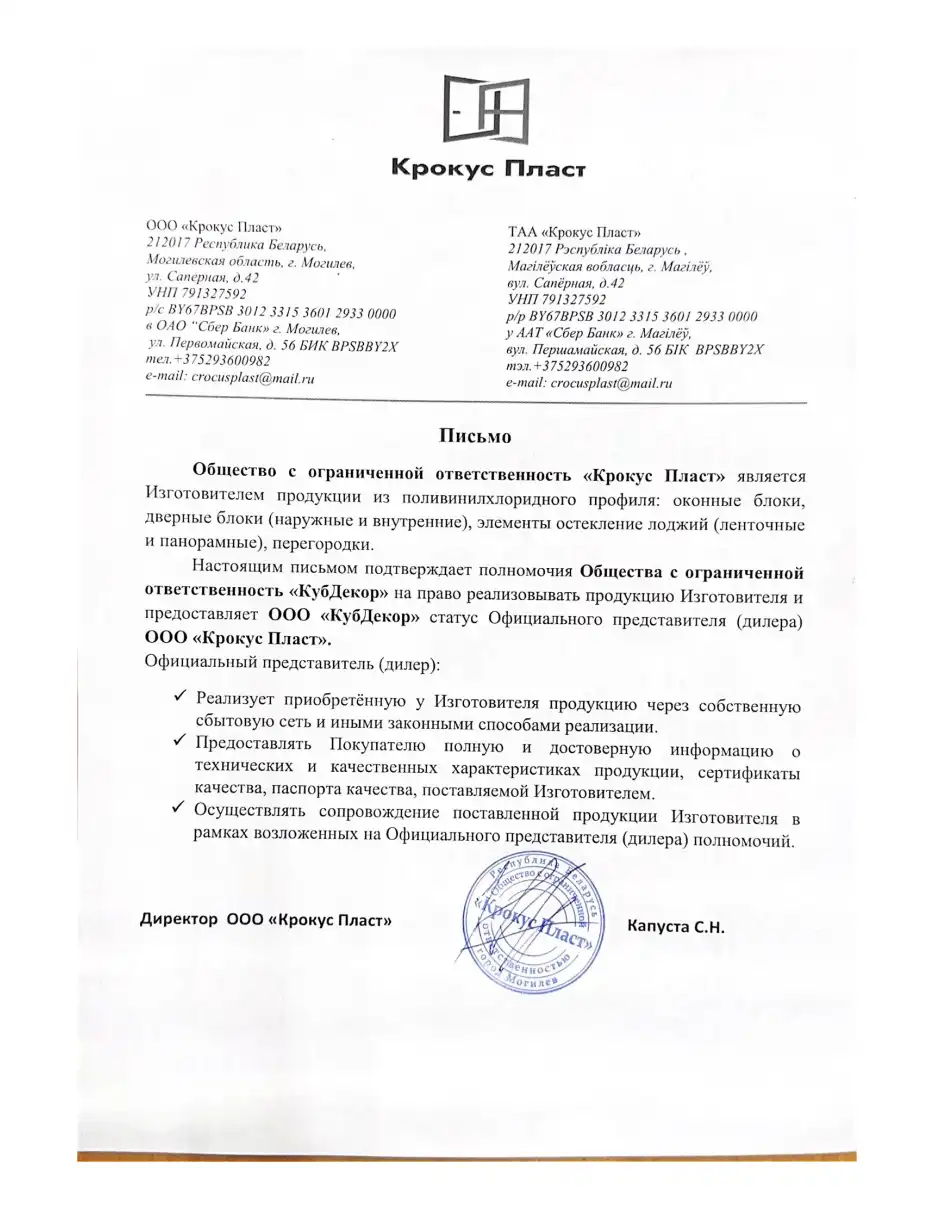 Крокус Пласт
ООО «Крокус Пласт»
212017 Республика Беларусь,
Могилевская область, г. Могилев,
ул. Саперная, д.42
УНП 791327592
р/с BY67BPSB 3012 3315 3601 2933 0000
в ОАО "Сбер Банк» г. Могилев,
ул. Первомайская, д. 56 БИК BPSBBY2X
тел.+375293600982
e-mail: crocusplast@mail.ru
ТАА «Крокус Пласт»
212017 Рэспубліка Беларусь ,
Магілёўская вобласць, г. Магілёў,
вул. Сапёрная, д.42
УНП 791327592
р/р BY67BPSB 3012 3315 3601 2933 0000
у ААТ «Сбер Банк» г. Магілёў,
вул. Першамайская, д. 56 БІК BPSBBY2X
тэл.+375293600982
e-mail: crocusplast@mail.ru
Письмо
Общество с ограниченной ответственность «Крокус Пласт» является
Изготовителем продукции из поливинилхлоридного профиля: оконные блоки,
дверные блоки (наружные и внутренние), элементы остекление лоджий (ленточные
и панорамные), перегородки.
Настоящим письмом подтверждает полномочия Общества с ограниченной
ответственность «КубДекор» на право реализовывать продукцию Изготовителя и
предоставляет ООО «КубДекор» статус Официального представителя (дилера)
ООО «Крокус Пласт».
Официальный представитель (дилер):
✓ Реализует приобретённую у Изготовителя продукцию через собственную
сбытовую сеть и иными законными способами реализации.
✓ Предоставлять Покупателю полную и достоверную информацию о
технических и качественных характеристиках продукции, сертификаты
качества, паспорта качества, поставляемой Изготовителем.
✓ Осуществлять сопровождение поставленной продукции Изготовителя в
рамках возложенных на Официального представителя (дилера) полномочий.
Директор ООО «Крокус Пласт»
Республика Беларусь
Общество с ограниченной
ответственностью
«Крокус Пласт»
город Могилев
Капуста С.Н.